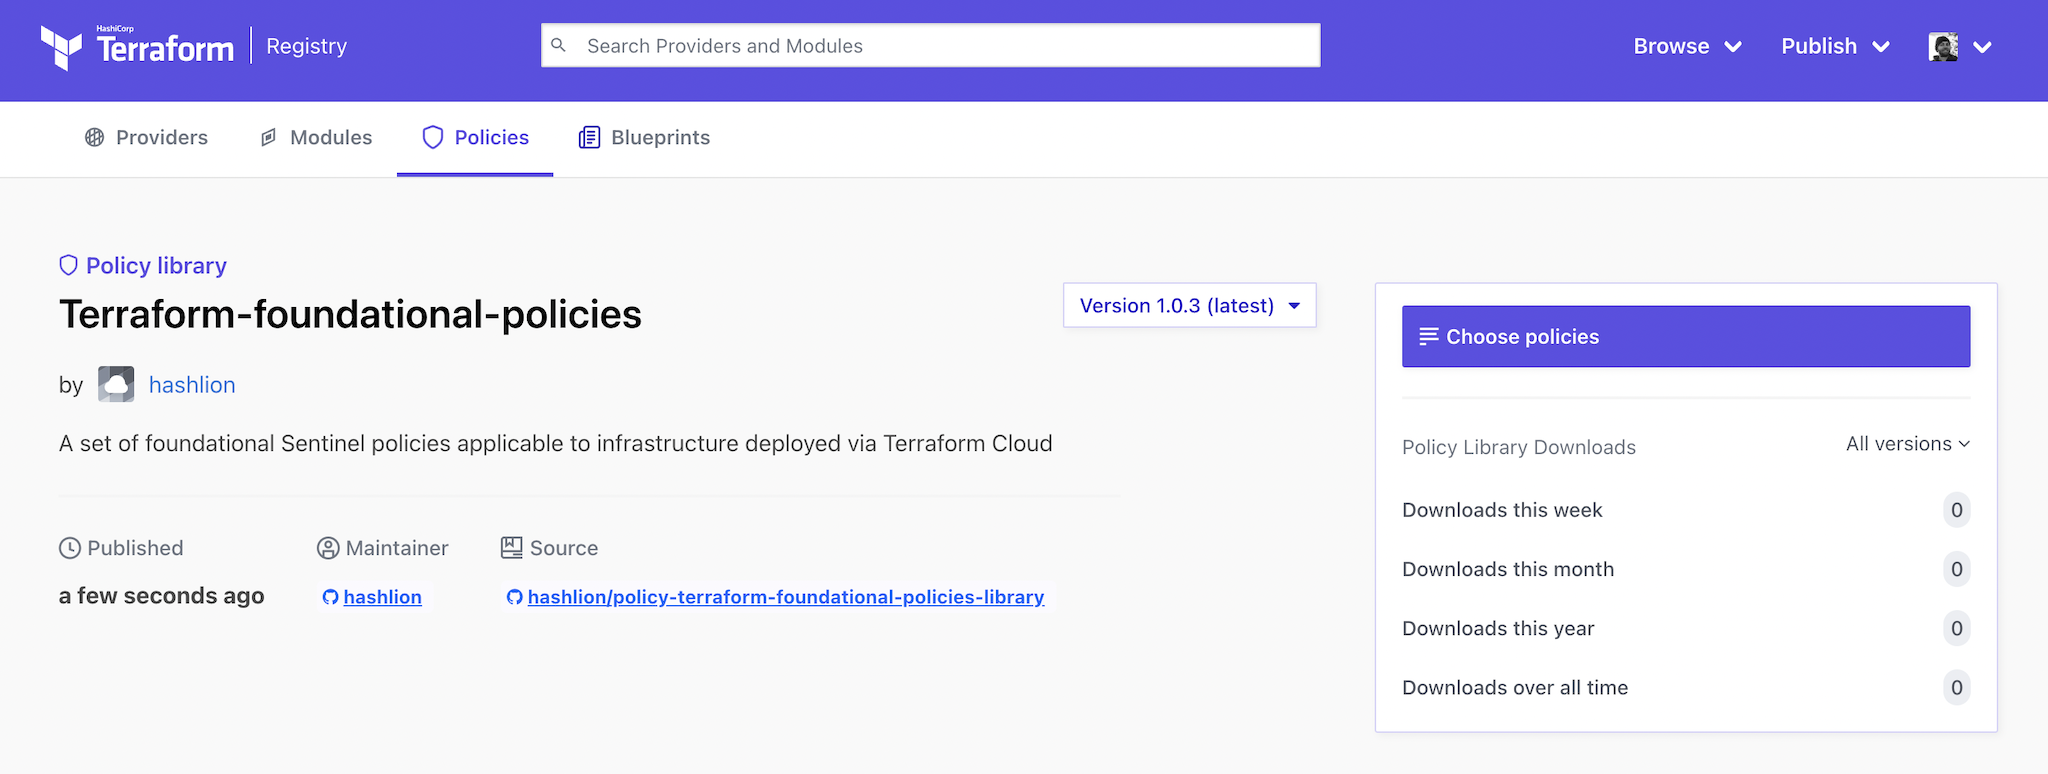 HashiCorp
Terraform | Registry
Search Providers and Modules
Browse
Publish
Providers
Modules
Policies
Blueprints
Policy library
Terraform-foundational-policies
Version 1.0.3 (latest)
by hashlion
A set of foundational Sentinel policies applicable to infrastructure deployed via Terraform Cloud
Published
Maintainer
Source
a few seconds ago
hashlion
hashlion/policy-terraform-foundational-policies-library
Choose policies
Policy Library Downloads
All versions
Downloads this week 0
Downloads this month 0
Downloads this year 0
Downloads over all time 0